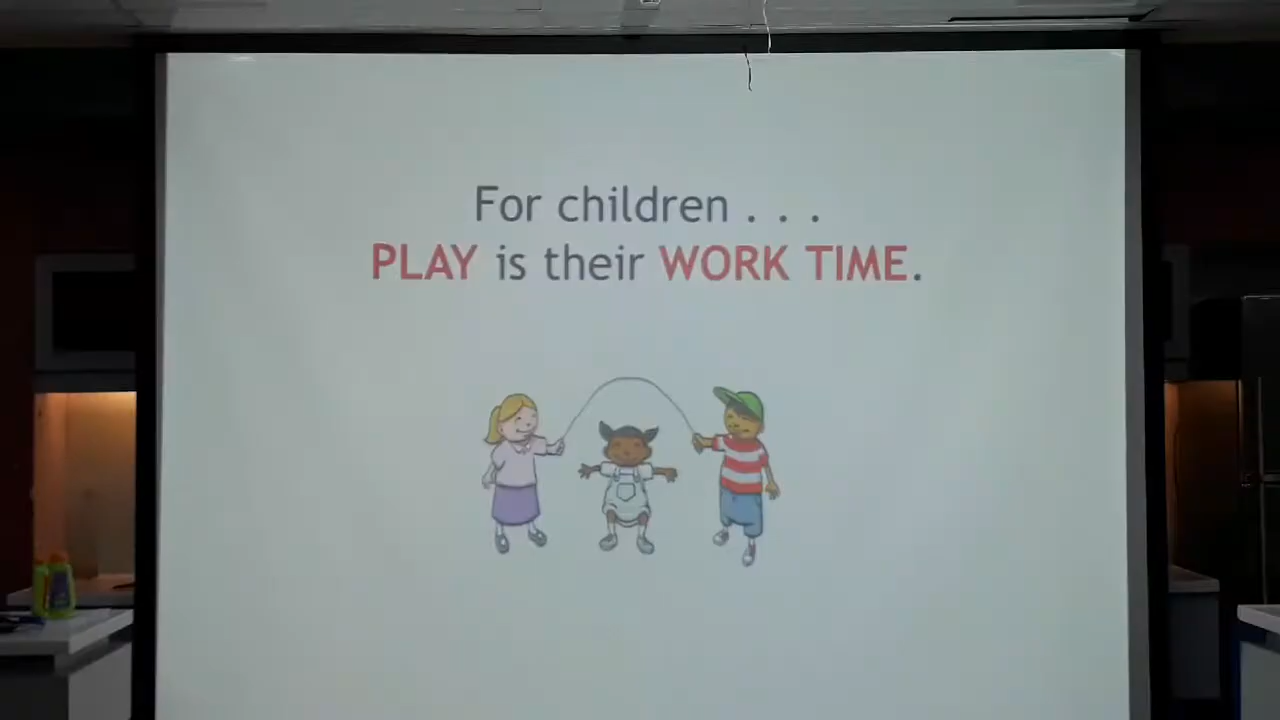 For children . . .
PLAY is their WORK TIME.